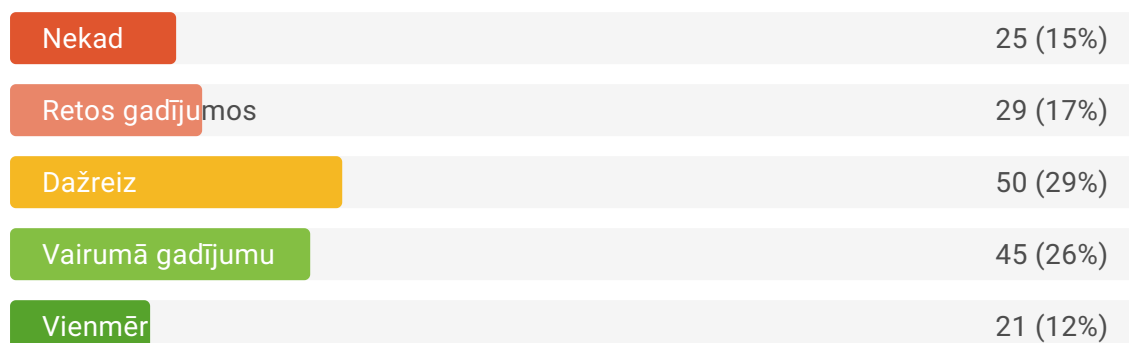 Nekad 25 (15%)
Retos gadījumos 29 (17%)
Dažreiz 50 (29%)
Vairumā gadījumu 45 (26%)
Vienmēr 21 (12%)